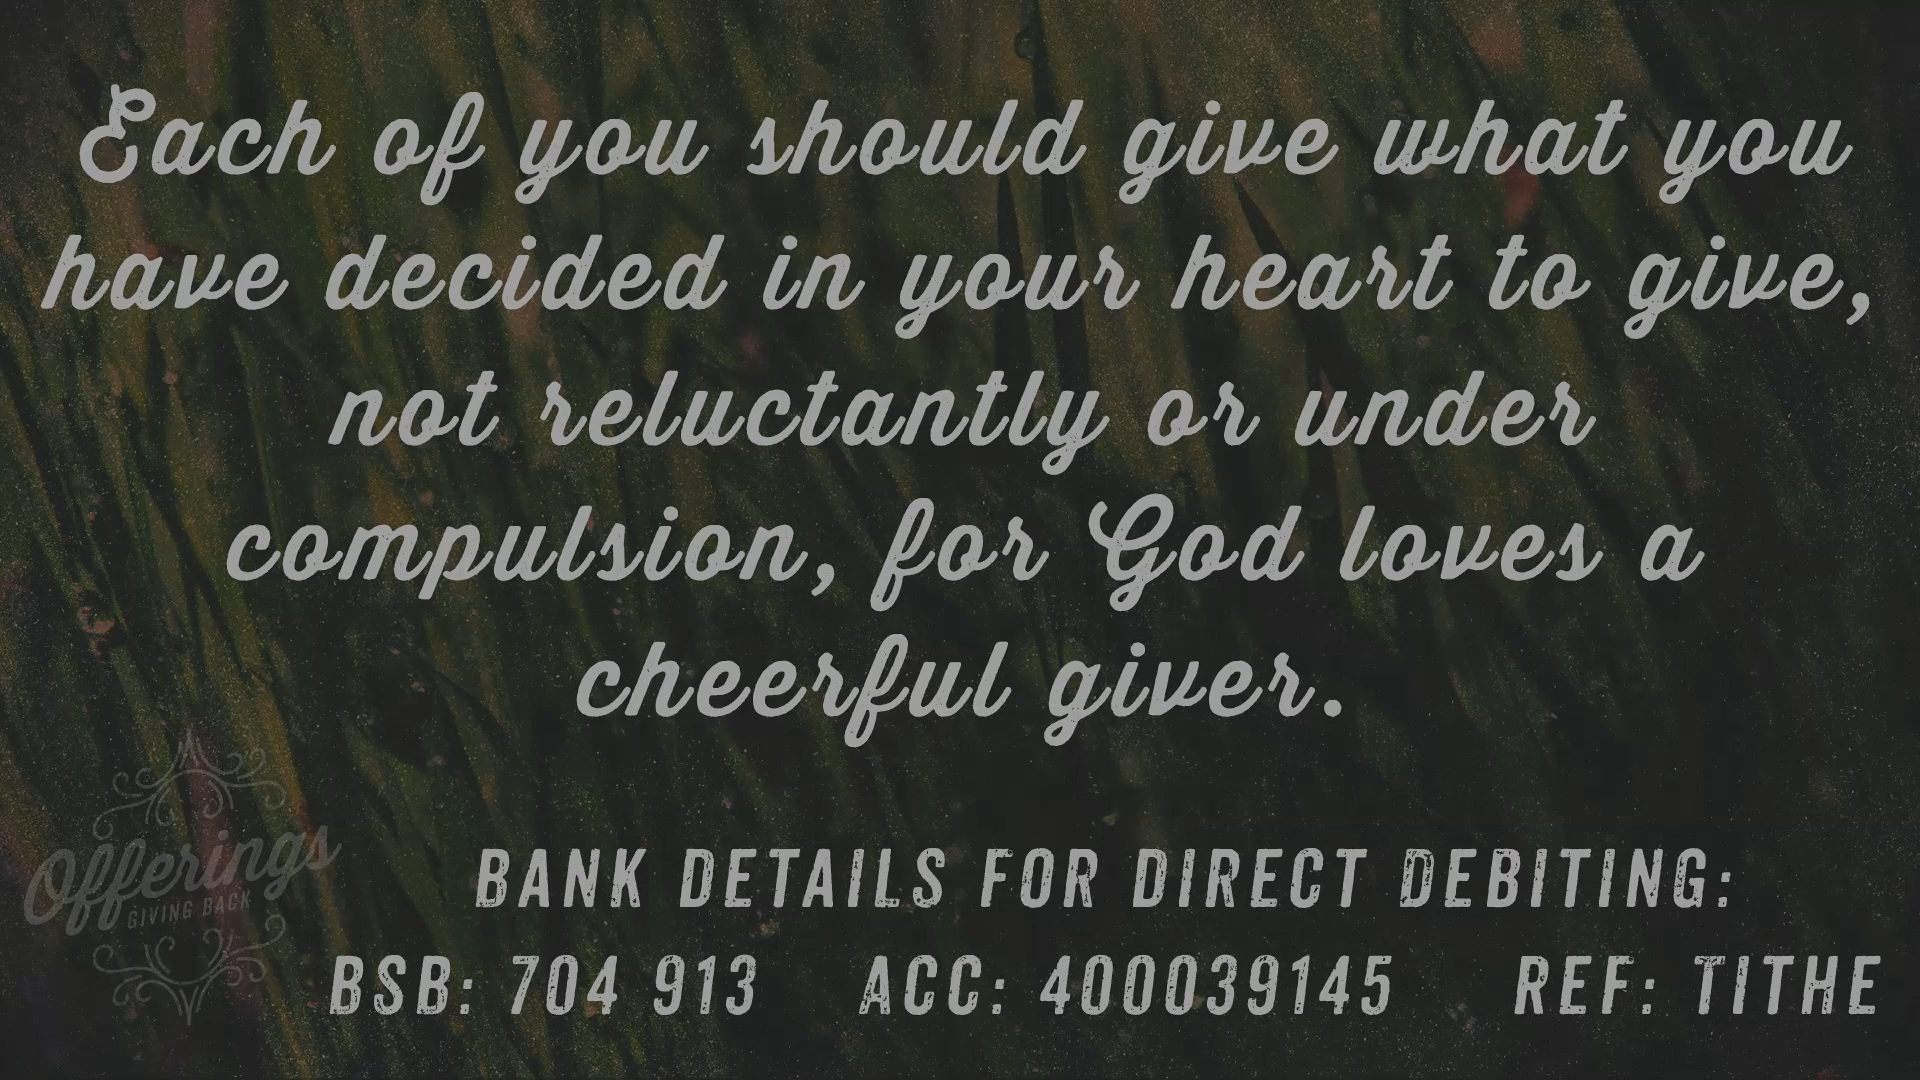 Each of you should give what you
have decided in your heart to give,
not reluctantly or under
compulsion, for God loves a
cheerful giver.
Offerings
GIVING BACK
BANK DETAILS FOR DIRECT DEBITING:
BSB: 704 913 ACC: 400039145 REF: TITHE